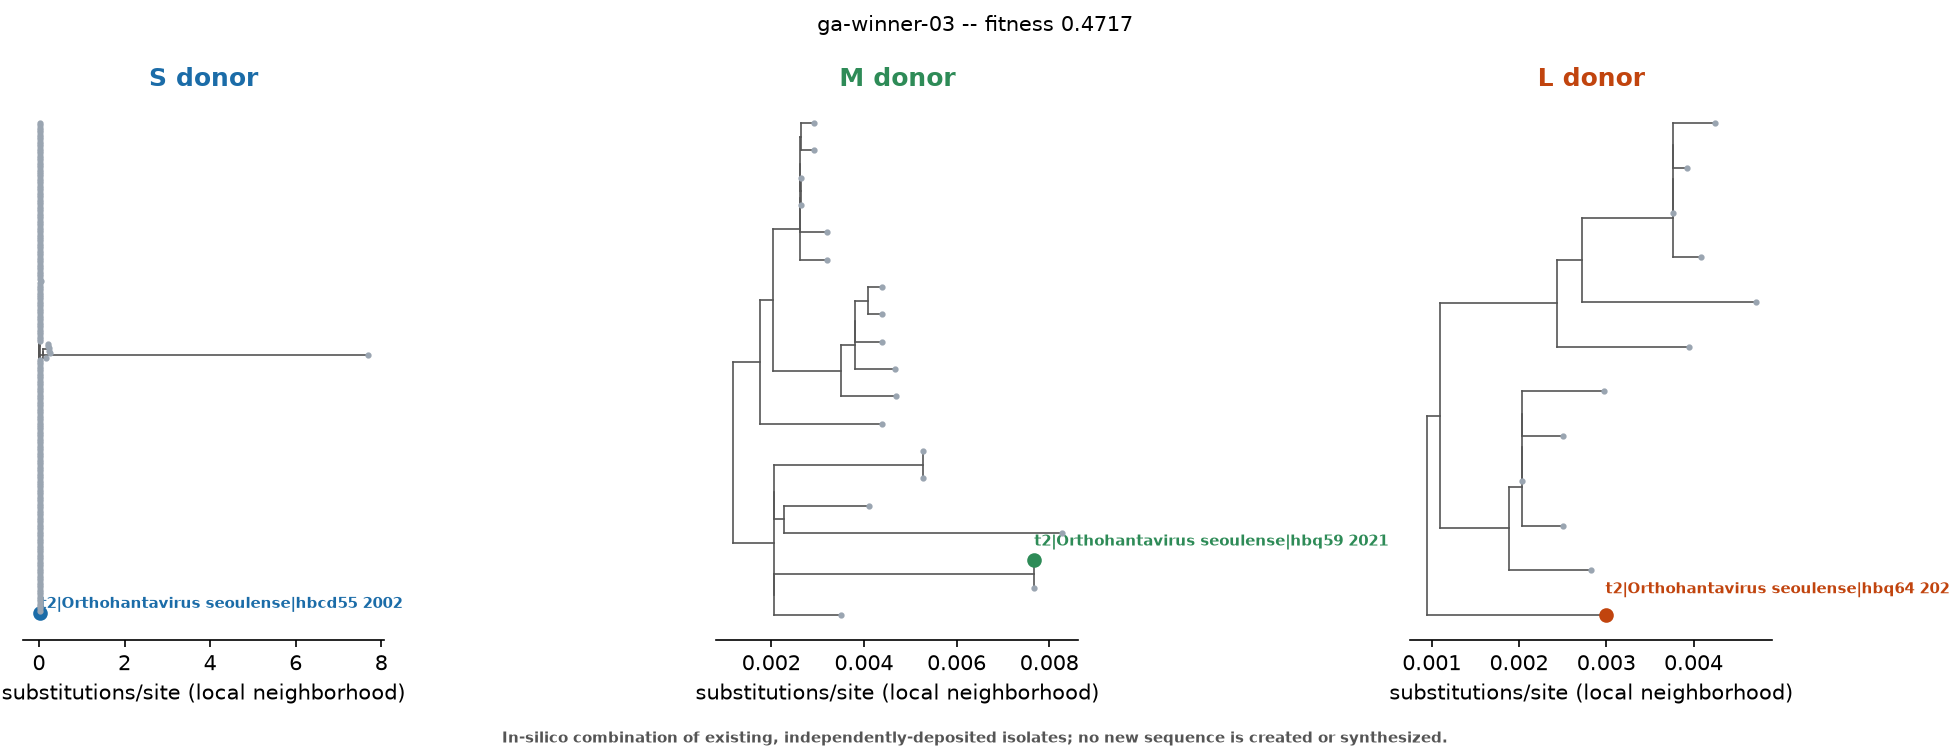 ga-winner-03 -- fitness 0.4717
S donor
M donor
L donor
t2|Orthohantavirus seoulense|hbq59 2021
t2|Orthohantavirus seoulense|hbq64 202
t2|Orthohantavirus seoulense|hbcd55 2002
0 2 4 6 8
0.002 0.004 0.006 0.008
0.001 0.002 0.003 0.004
substitutions/site (local neighborhood)
substitutions/site (local neighborhood)
substitutions/site (local neighborhood)
In-silico combination of existing, independently-deposited isolates; no new sequence is created or synthesized.